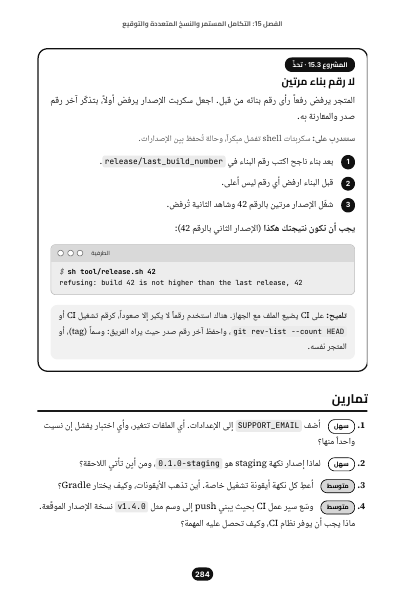 الفصل 15: التكامل المستمر والنسخ المتعددة والتوقيع
المشروع 15.3 · تحدٍّ
لا رقم بناء مرتين
المتجر يرفض رفعاً رأى رقم بنائه من قبل. اجعل سكربت الإصدار يرفض أولاً، بتذكّر آخر رقم
صدر والمقارنة به.
ستتدرب على: سكربتات shell تفشل مبكراً، وحالة تُحفظ بين الإصدارات.
1 بعد بناء ناجح اكتب رقم البناء في release/last_build_number.
2 قبل البناء ارفض أي رقم ليس أعلى.
3 شغّل الإصدار مرتين بالرقم 42 وشاهد الثانية تُرفض.
يجب أن تكون نتيجتك هكذا (الإصدار الثاني بالرقم 42):
الطرفية
$ sh tool/release.sh 42
refusing: build 42 is not higher than the last release, 42
تلميح: على CI يضيع الملف مع الجهاز. هناك استخدم رقماً لا يكبر إلا صعوداً، كرقم تشغيل CI أو
git rev-list --count HEAD، واحفظ آخر رقم صدر حيث يراه الفريق: وسماً (tag)، أو
المتجر نفسه.
تمارين
1. سهل أضف SUPPORT_EMAIL إلى الإعدادات. أي الملفات تتغير، وأي اختبار يفشل إن نسيت
واحداً منها؟
2. سهل لماذا إصدار نكهة staging هو 0.1.0-staging، ومن أين تأتي اللاحقة؟
3. متوسط أعطِ كل نكهة أيقونة تشغيل خاصة. أين تذهب الأيقونات، وكيف يختار Gradle؟
4. متوسط وسّع سير عمل CI بحيث يبني push إلى وسم مثل v1.4.0 نسخة الإصدار الموقّعة.
ماذا يجب أن يوفر نظام CI، وكيف تحصل عليه المهمة؟
284